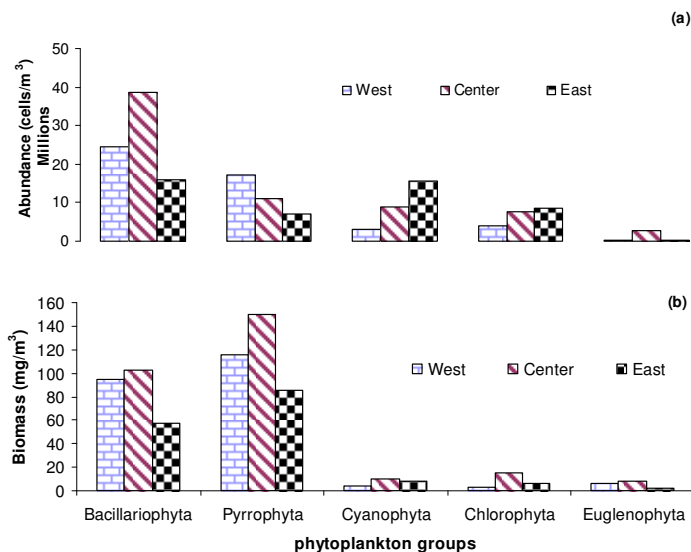 (a)
50
40
30
20
10
0
Abundance (cells/m³)
Millions
West Center East
(b)
160
140
120
100
80
60
40
20
0
Biomass (mg/m³)
West Center East
Bacillariophyta Pyrrophyta Cyanophyta Chlorophyta Euglenophyta
phytoplankton groups